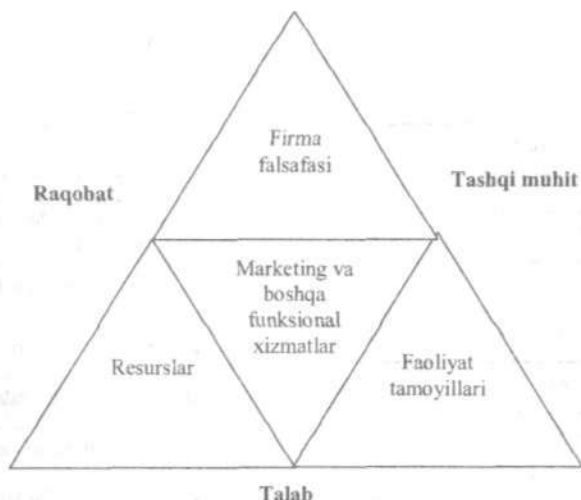 Firma
falsafasi
Raqobat
Tashqi muhit
Marketing va
boshqa
funksional
xizmatlar
Resurslar
Faoliyat
tamoyillari
Talab